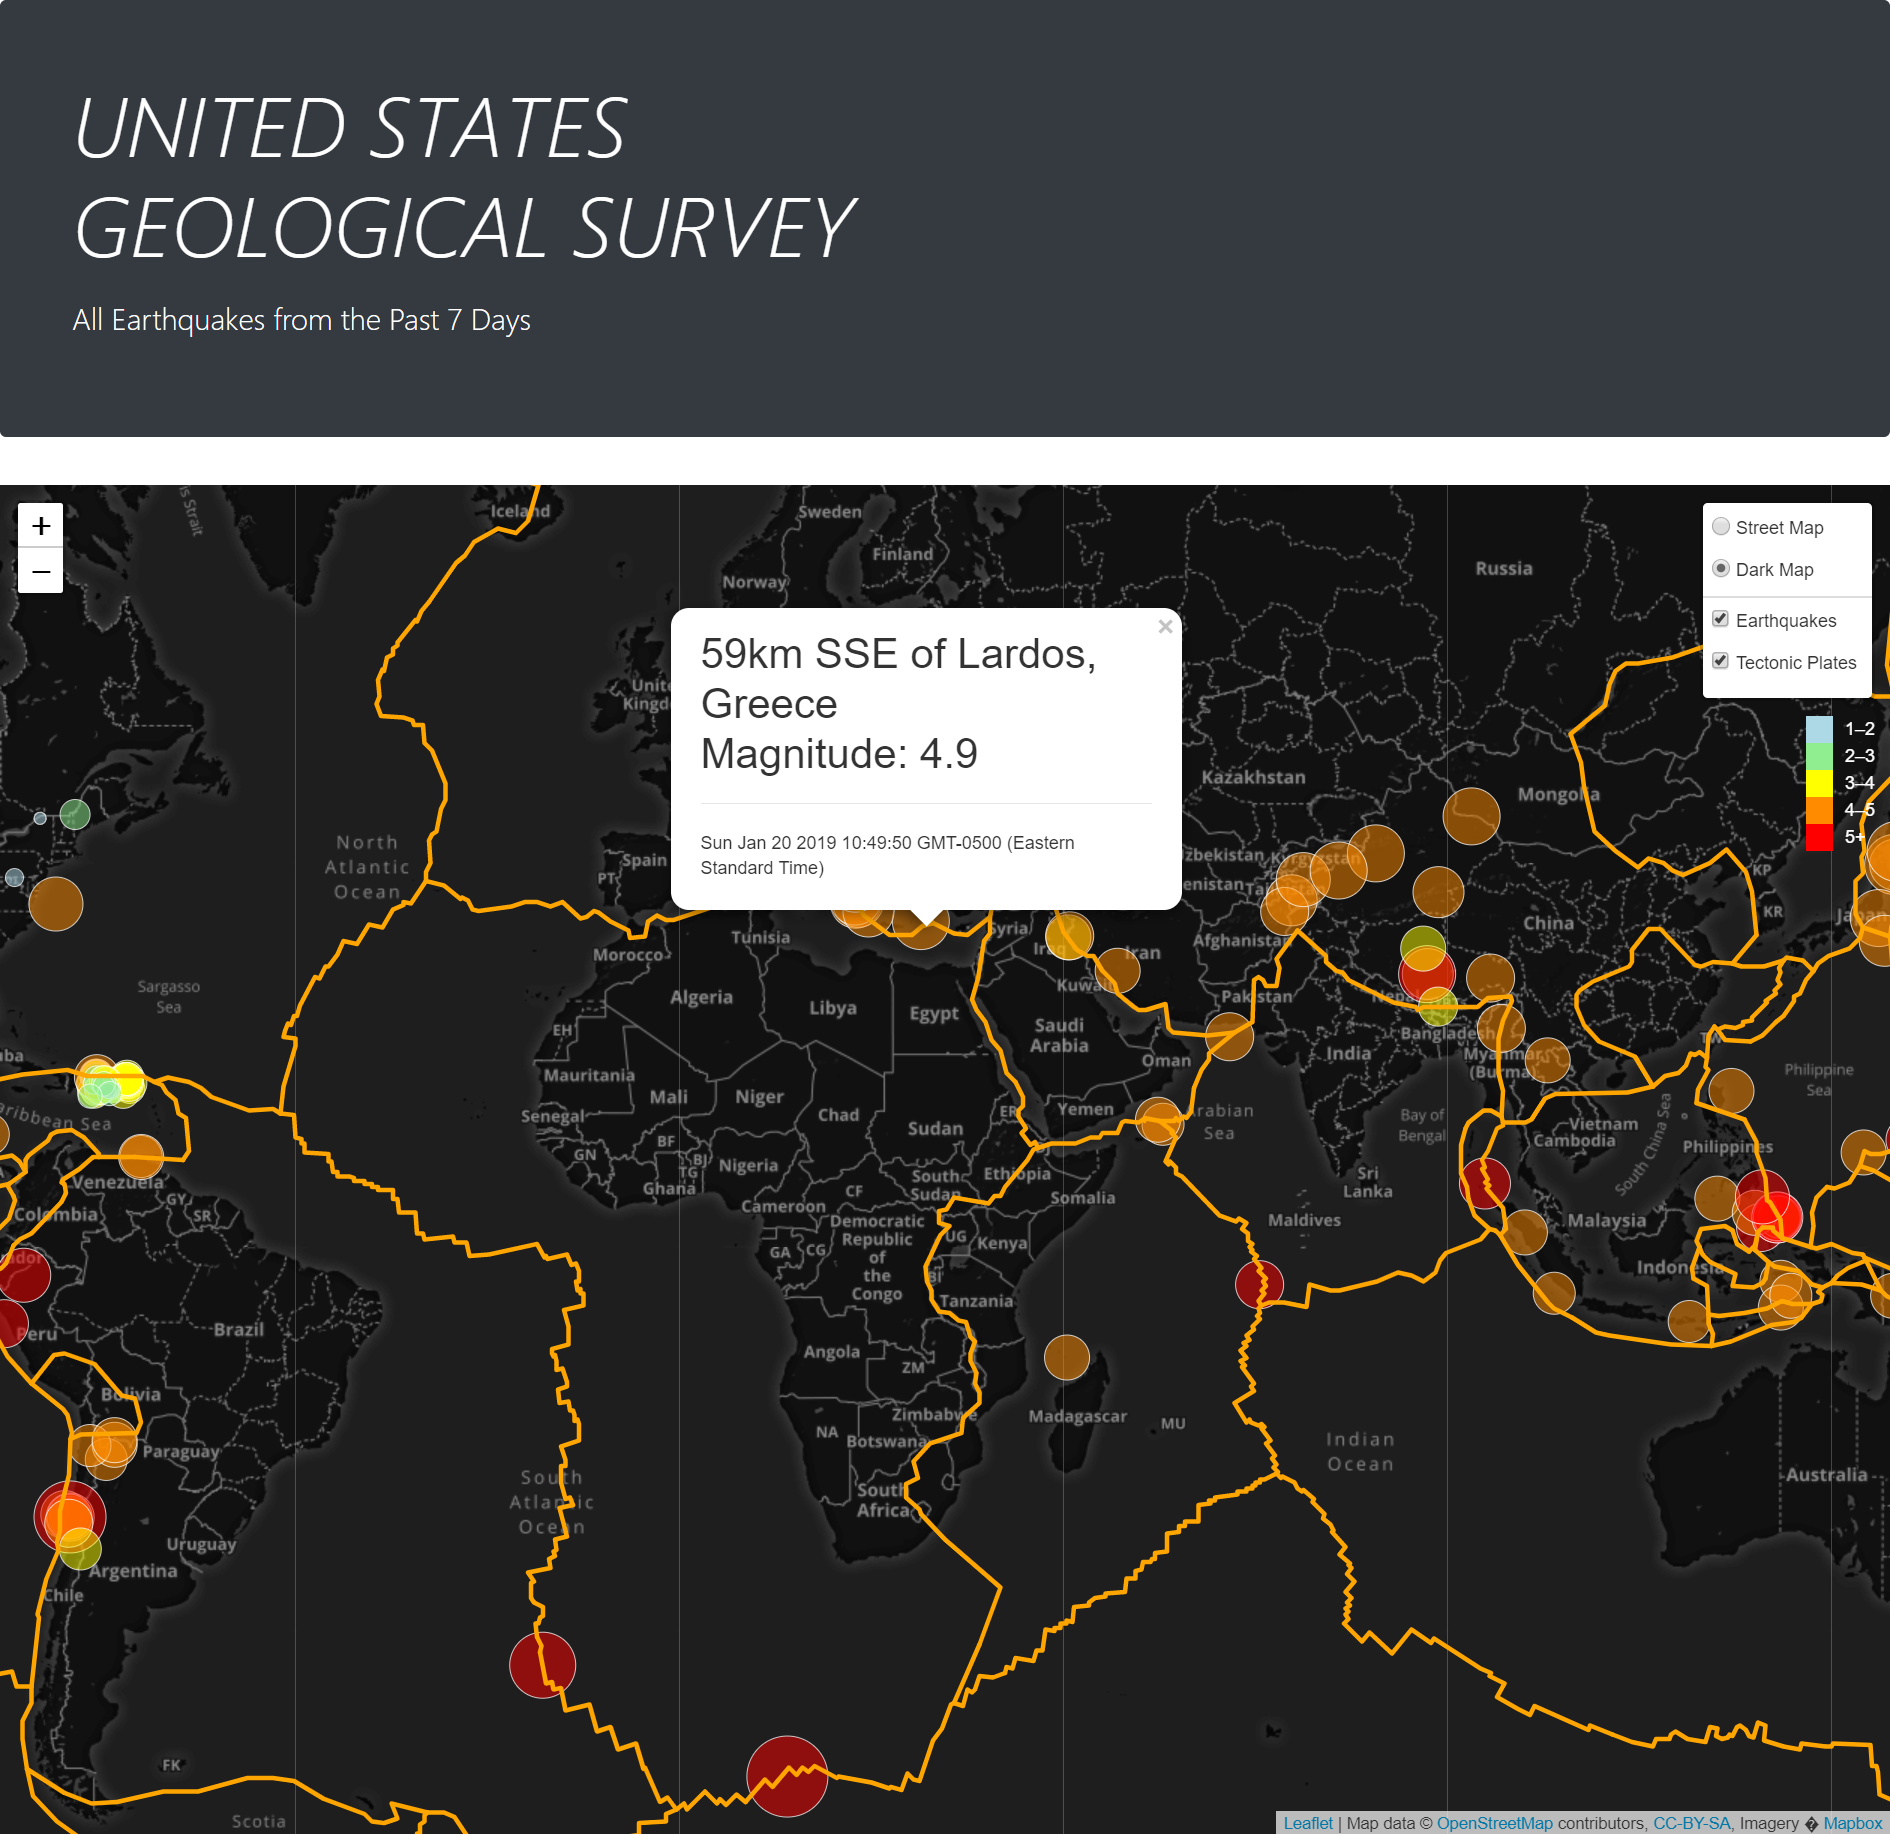 UNITED STATES
GEOLOGICAL SURVEY
All Earthquakes from the Past 7 Days
+
−
Street Map
Dark Map
Earthquakes
Tectonic Plates
1–2
2–3
3–4
4–5
5+
59km SSE of Lardos,
Greece
Magnitude: 4.9
×
Sun Jan 20 2019 10:49:50 GMT-0500 (Eastern
Standard Time)
Iceland
Sweden
Finland
Norway
Russia
Kazakhstan
Mongolia
North
Atlantic
Ocean
Spain
PT
Kyrgyzstan
KP
KR
China
Tunisia
Syria
Iraq
Iran
Afghanistan
Morocco
Sargasso
Sea
Algeria
Libya
Egypt
Kuwait
Pakistan
Nepal
EH
Saudi
Arabia
Oman
India
Bangladesh
Myanmar
(Burma)
TW
Philippine
Sea
Mauritania
Mali
Niger
Chad
Sudan
ER
Yemen
Arabian
Sea
Bay of
Bengal
Vietnam
Cambodia
South China Sea
Philippines
Senegal
BF
GN
BJ
TG
Nigeria
Ghana
South
Sudan
Ethiopia
Somalia
Sri
Lanka
Maldives
Malaysia
Indonesia
Venezuela
GY
SR
Colombia
Cameroon
CF
Democratic
Republic
of
the
Congo
GA
CG
UG
Kenya
BI
Tanzania
Brazil
Peru
Angola
ZM
Bolivia
Zimbabwe
Madagascar
MU
NA
Botswana
Paraguay
Indian
Ocean
Australia
South
Atlantic
Ocean
South
Africa
Uruguay
Argentina
Chile
FK
Scotia
Leaflet | Map data © OpenStreetMap contributors, CC-BY-SA, Imagery � Mapbox